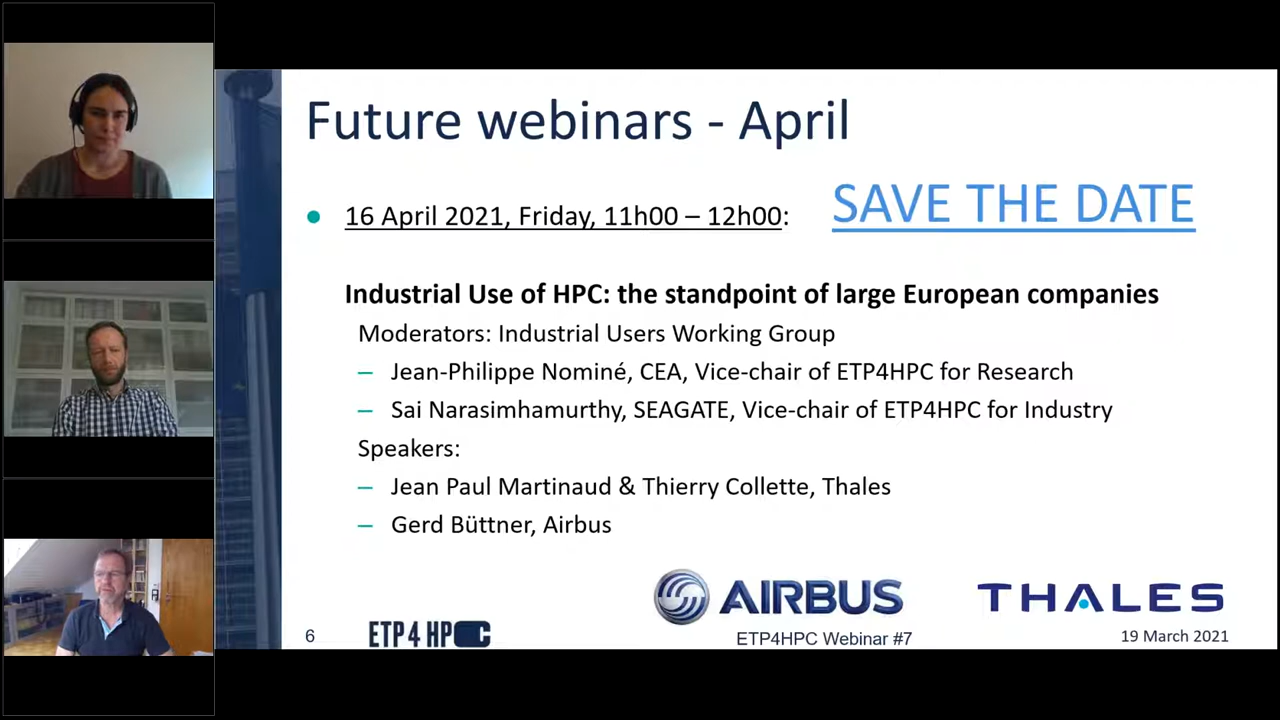 Future webinars - April
SAVE THE DATE
● 16 April 2021, Friday, 11h00 – 12h00:
Industrial Use of HPC: the standpoint of large European companies
Moderators: Industrial Users Working Group
– Jean-Philippe Nominé, CEA, Vice-chair of ETP4HPC for Research
– Sai Narasimhamurthy, SEAGATE, Vice-chair of ETP4HPC for Industry
Speakers:
– Jean Paul Martinaud & Thierry Collette, Thales
– Gerd Büttner, Airbus
AIRBUS
THALES
6
ETP4HPC
ETP4HPC Webinar #7
19 March 2021